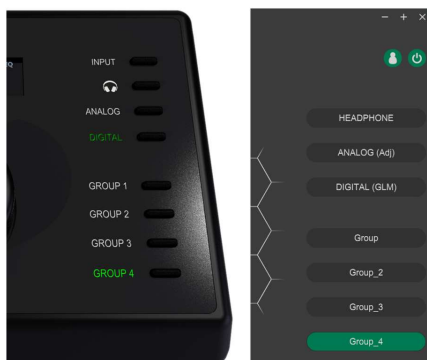 INPUT
ANALOG
DIGITAL
GROUP 1
GROUP 2
GROUP 3
GROUP 4
HEADPHONE
ANALOG (Adj)
DIGITAL (GLM)
Group
Group_2
Group_3
Group_4